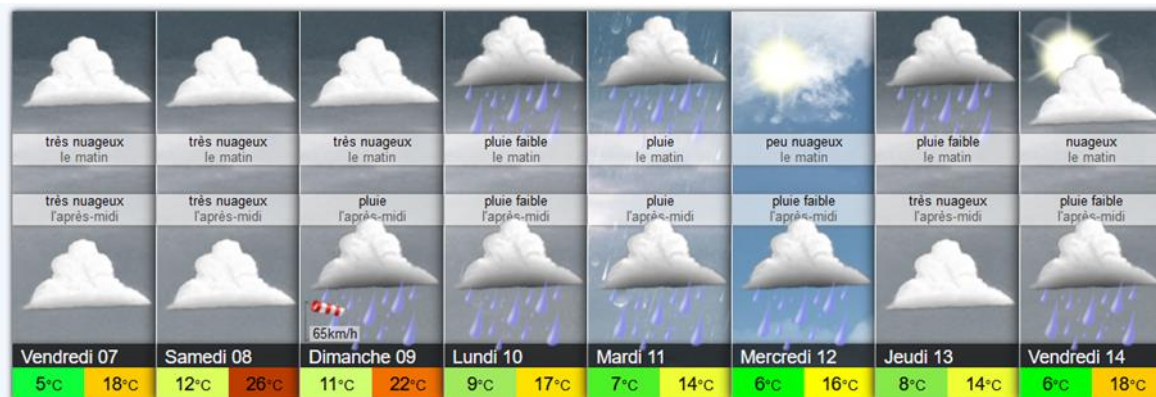 très nuageux très nuageux très nuageux pluie faible pluie peu nuageux pluie faible nuageux
le matin le matin le matin le matin le matin le matin le matin le matin
très nuageux très nuageux pluie pluie faible pluie pluie faible très nuageux pluie faible
l'après-midi l'après-midi l'après-midi l'après-midi l'après-midi l'après-midi l'après-midi l'après-midi
65km/h
Vendredi 07 Samedi 08 Dimanche 09 Lundi 10 Mardi 11 Mercredi 12 Jeudi 13 Vendredi 14
5°C 18°C 12°C 26°C 11°C 22°C 9°C 17°C 7°C 14°C 6°C 16°C 8°C 14°C 6°C 18°C